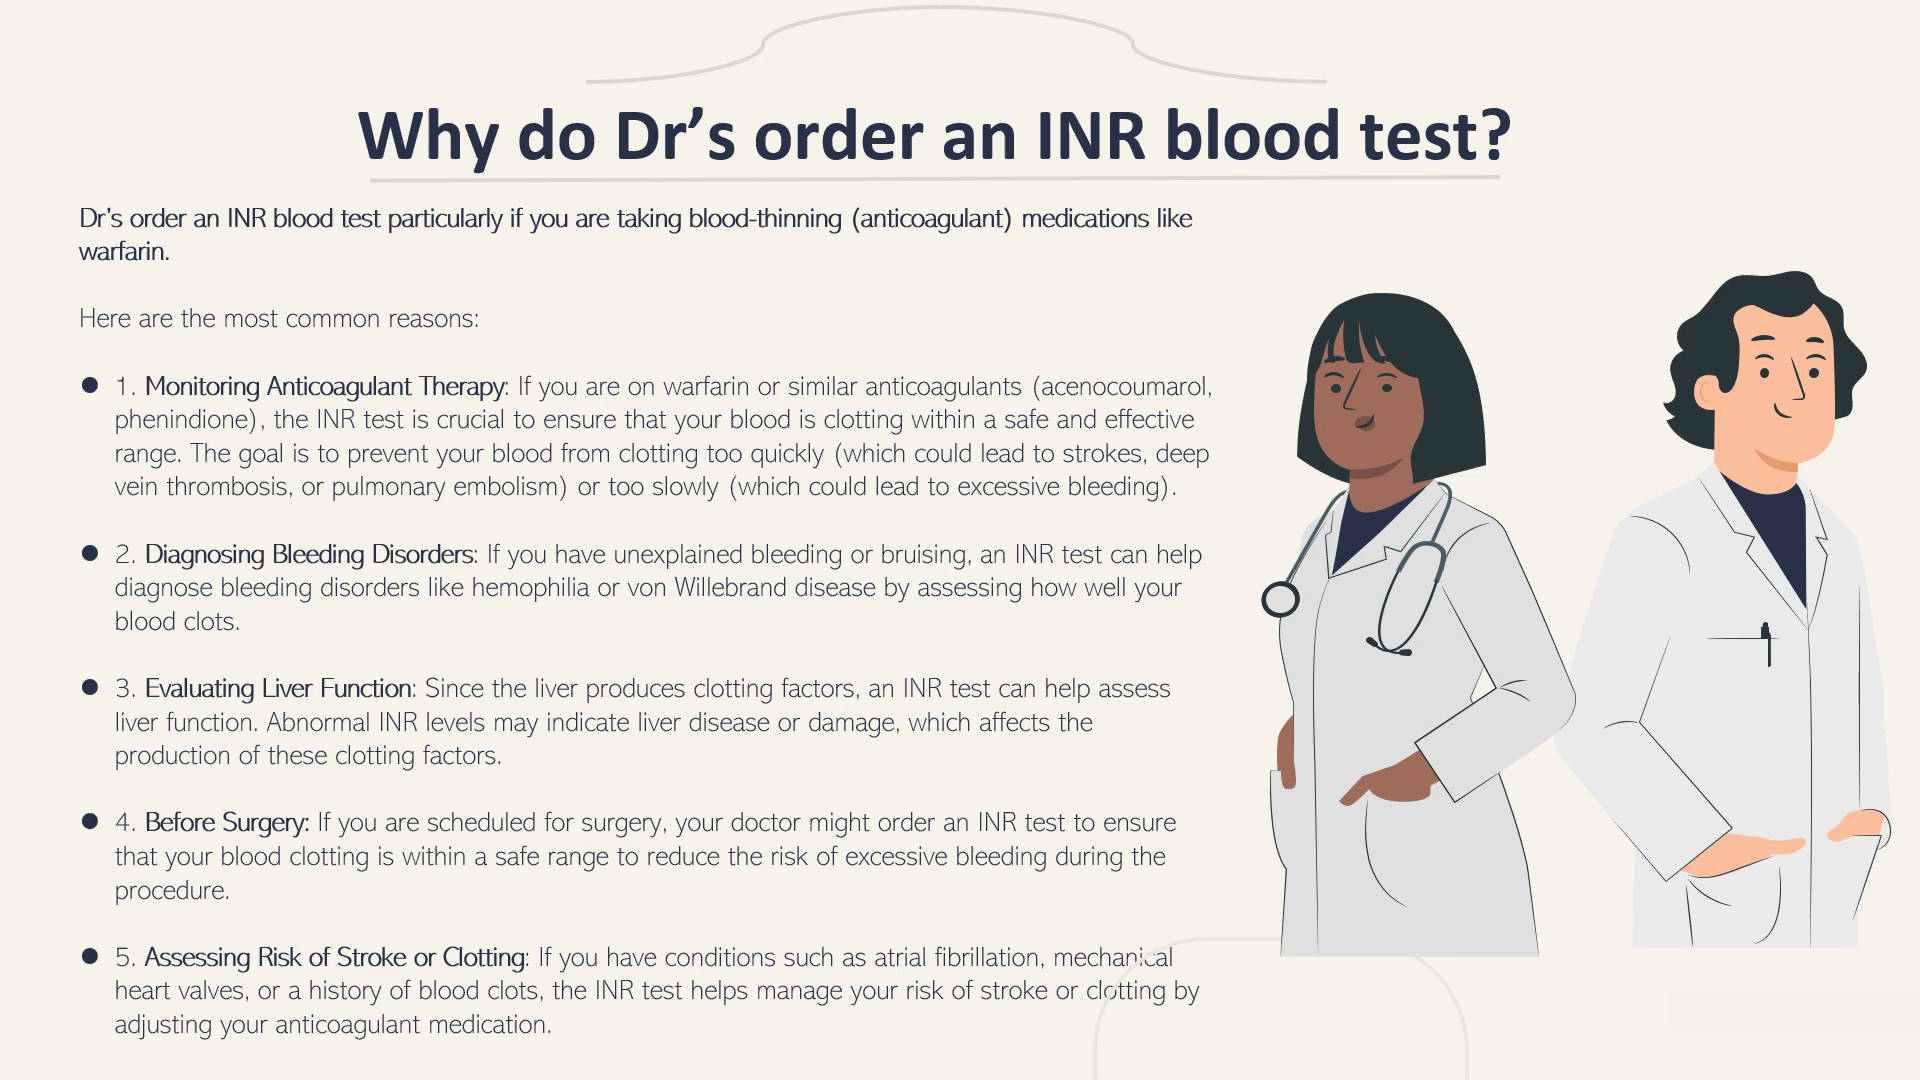 Why do Dr’s order an INR blood test?
Dr’s order an INR blood test particularly if you are taking blood-thinning (anticoagulant) medications like
warfarin.
Here are the most common reasons:
● 1. Monitoring Anticoagulant Therapy: If you are on warfarin or similar anticoagulants (acenocoumarol,
phenindione), the INR test is crucial to ensure that your blood is clotting within a safe and effective
range. The goal is to prevent your blood from clotting too quickly (which could lead to strokes, deep
vein thrombosis, or pulmonary embolism) or too slowly (which could lead to excessive bleeding).
● 2. Diagnosing Bleeding Disorders: If you have unexplained bleeding or bruising, an INR test can help
diagnose bleeding disorders like hemophilia or von Willebrand disease by assessing how well your
blood clots.
● 3. Evaluating Liver Function: Since the liver produces clotting factors, an INR test can help assess
liver function. Abnormal INR levels may indicate liver disease or damage, which affects the
production of these clotting factors.
● 4. Before Surgery: If you are scheduled for surgery, your doctor might order an INR test to ensure
that your blood clotting is within a safe range to reduce the risk of excessive bleeding during the
procedure.
● 5. Assessing Risk of Stroke or Clotting: If you have conditions such as atrial fibrillation, mechanical
heart valves, or a history of blood clots, the INR test helps manage your risk of stroke or clotting by
adjusting your anticoagulant medication.